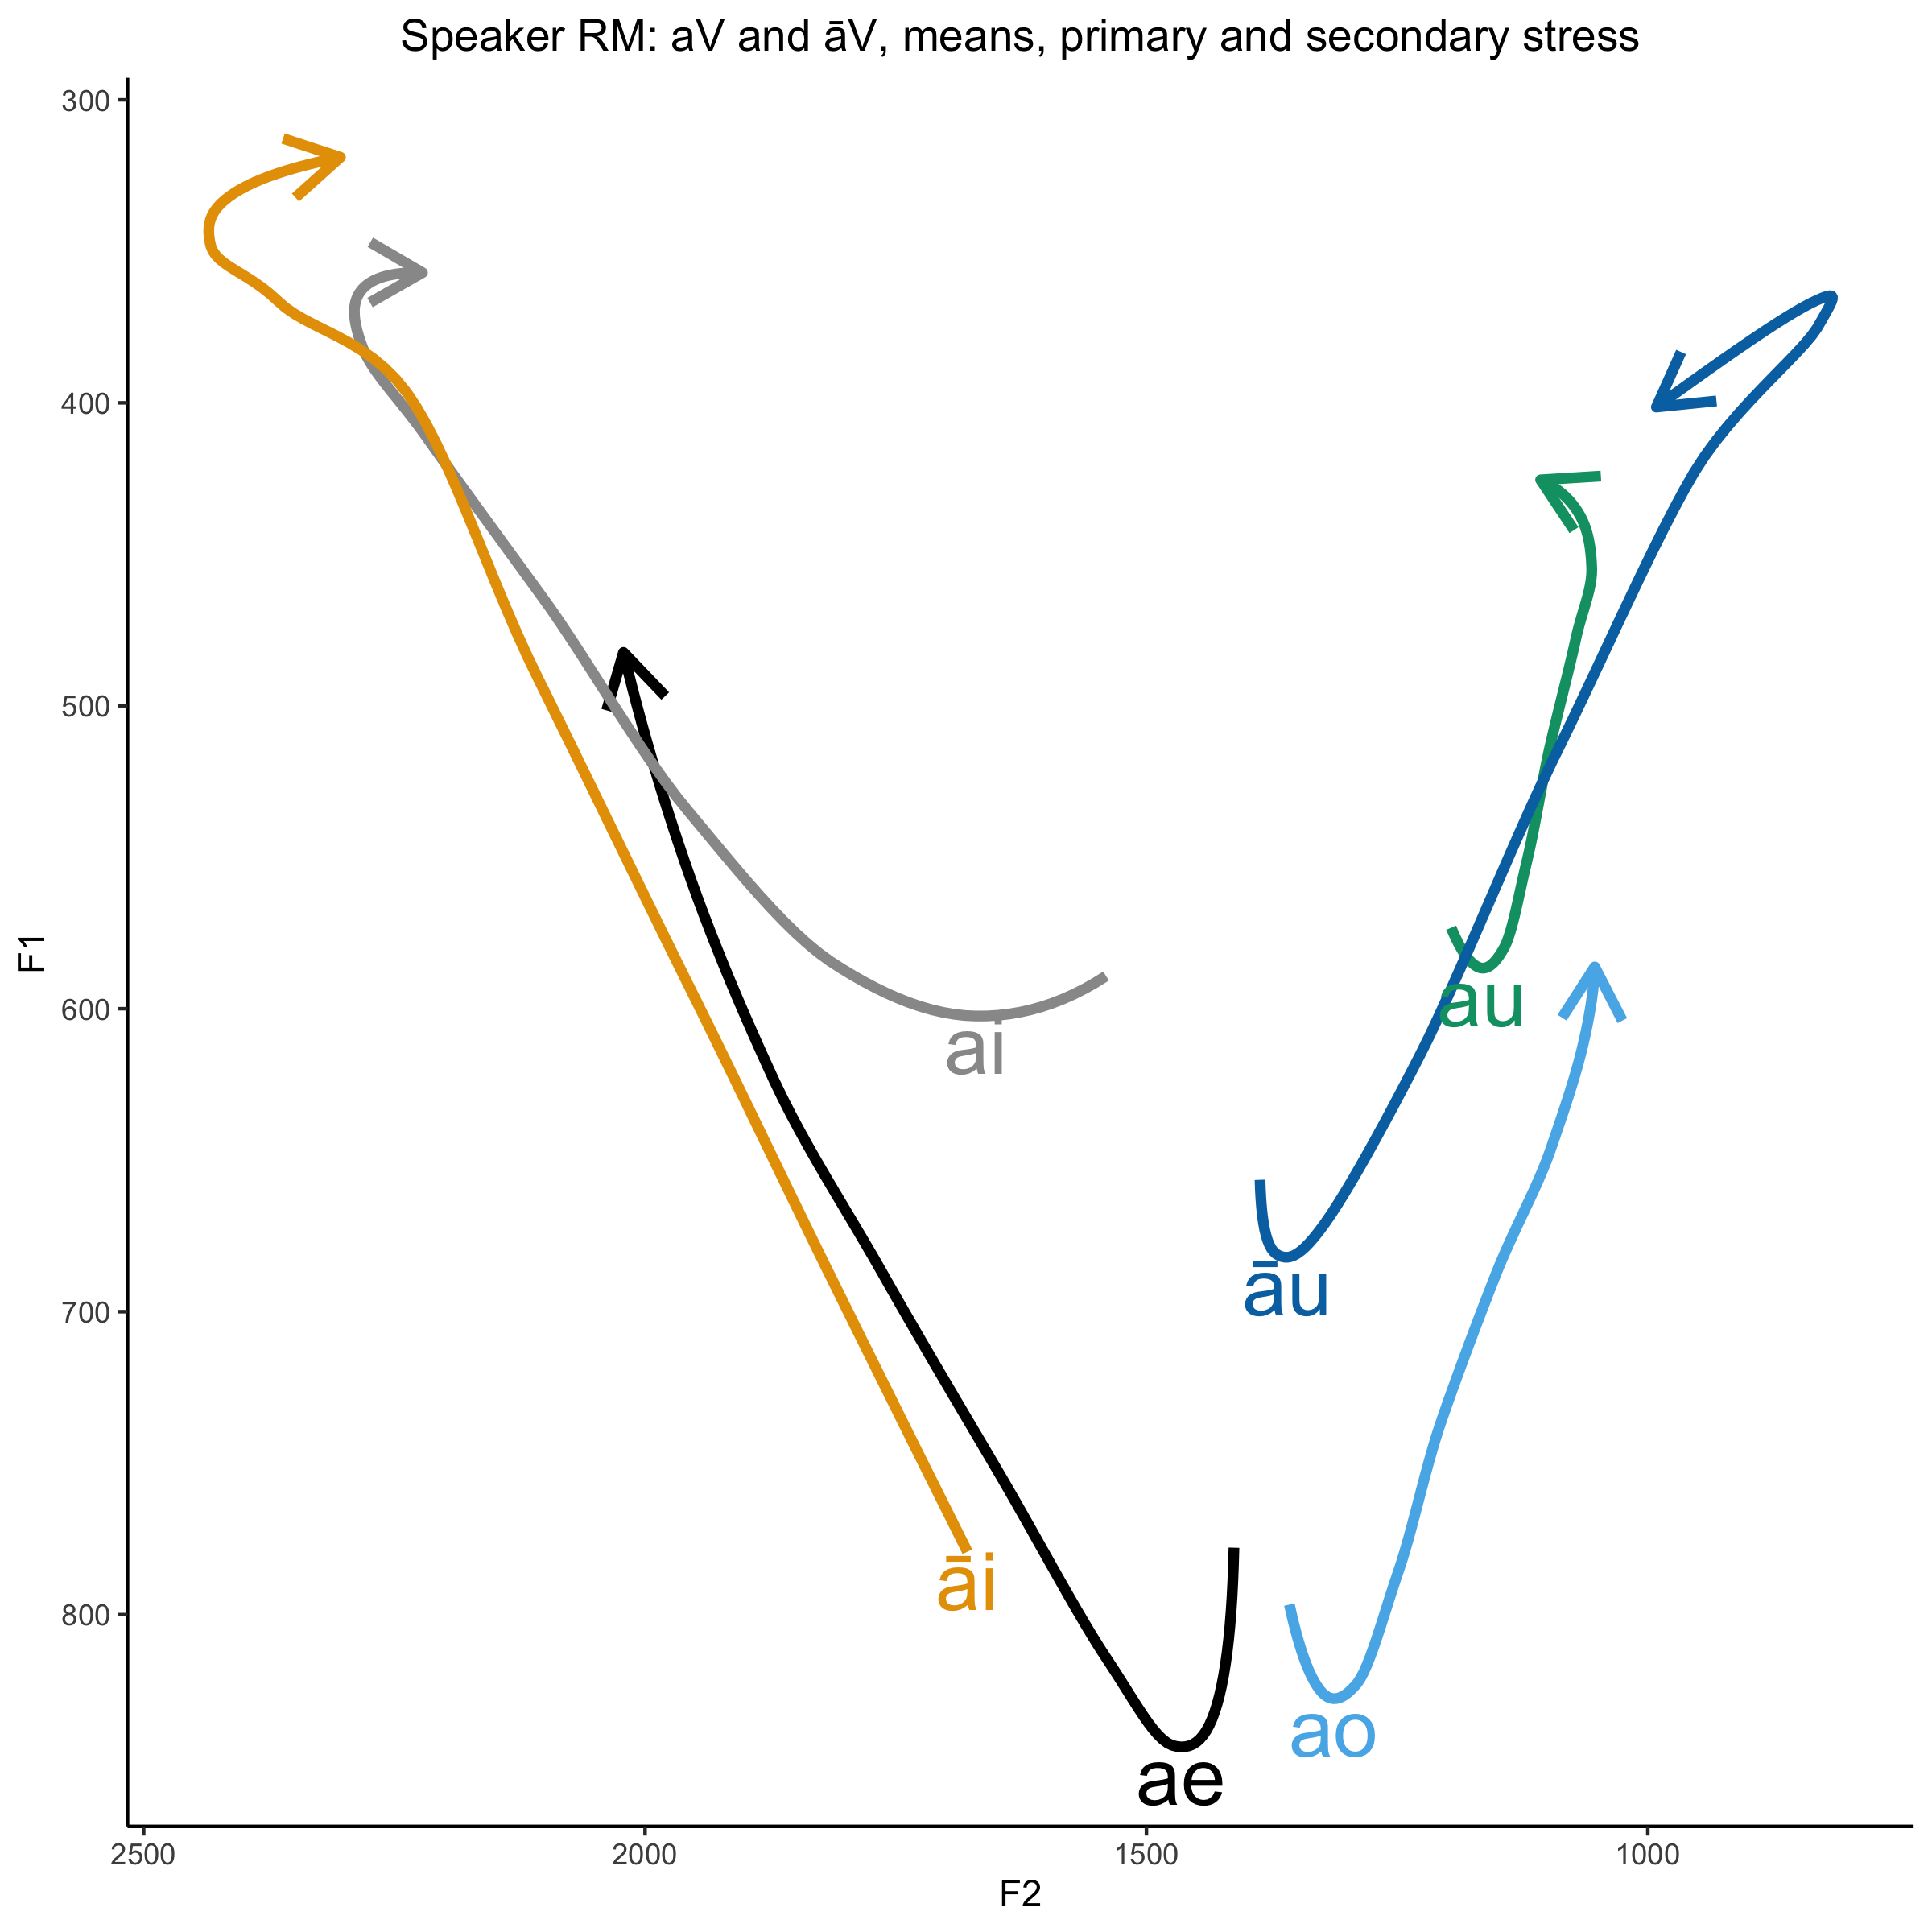 Speaker RM: aV and āV, means, primary and secondary stress
300
400
500
600
700
800
F1
ai
au
āu
āi
ao
ae
2500
2000
1500
1000
F2